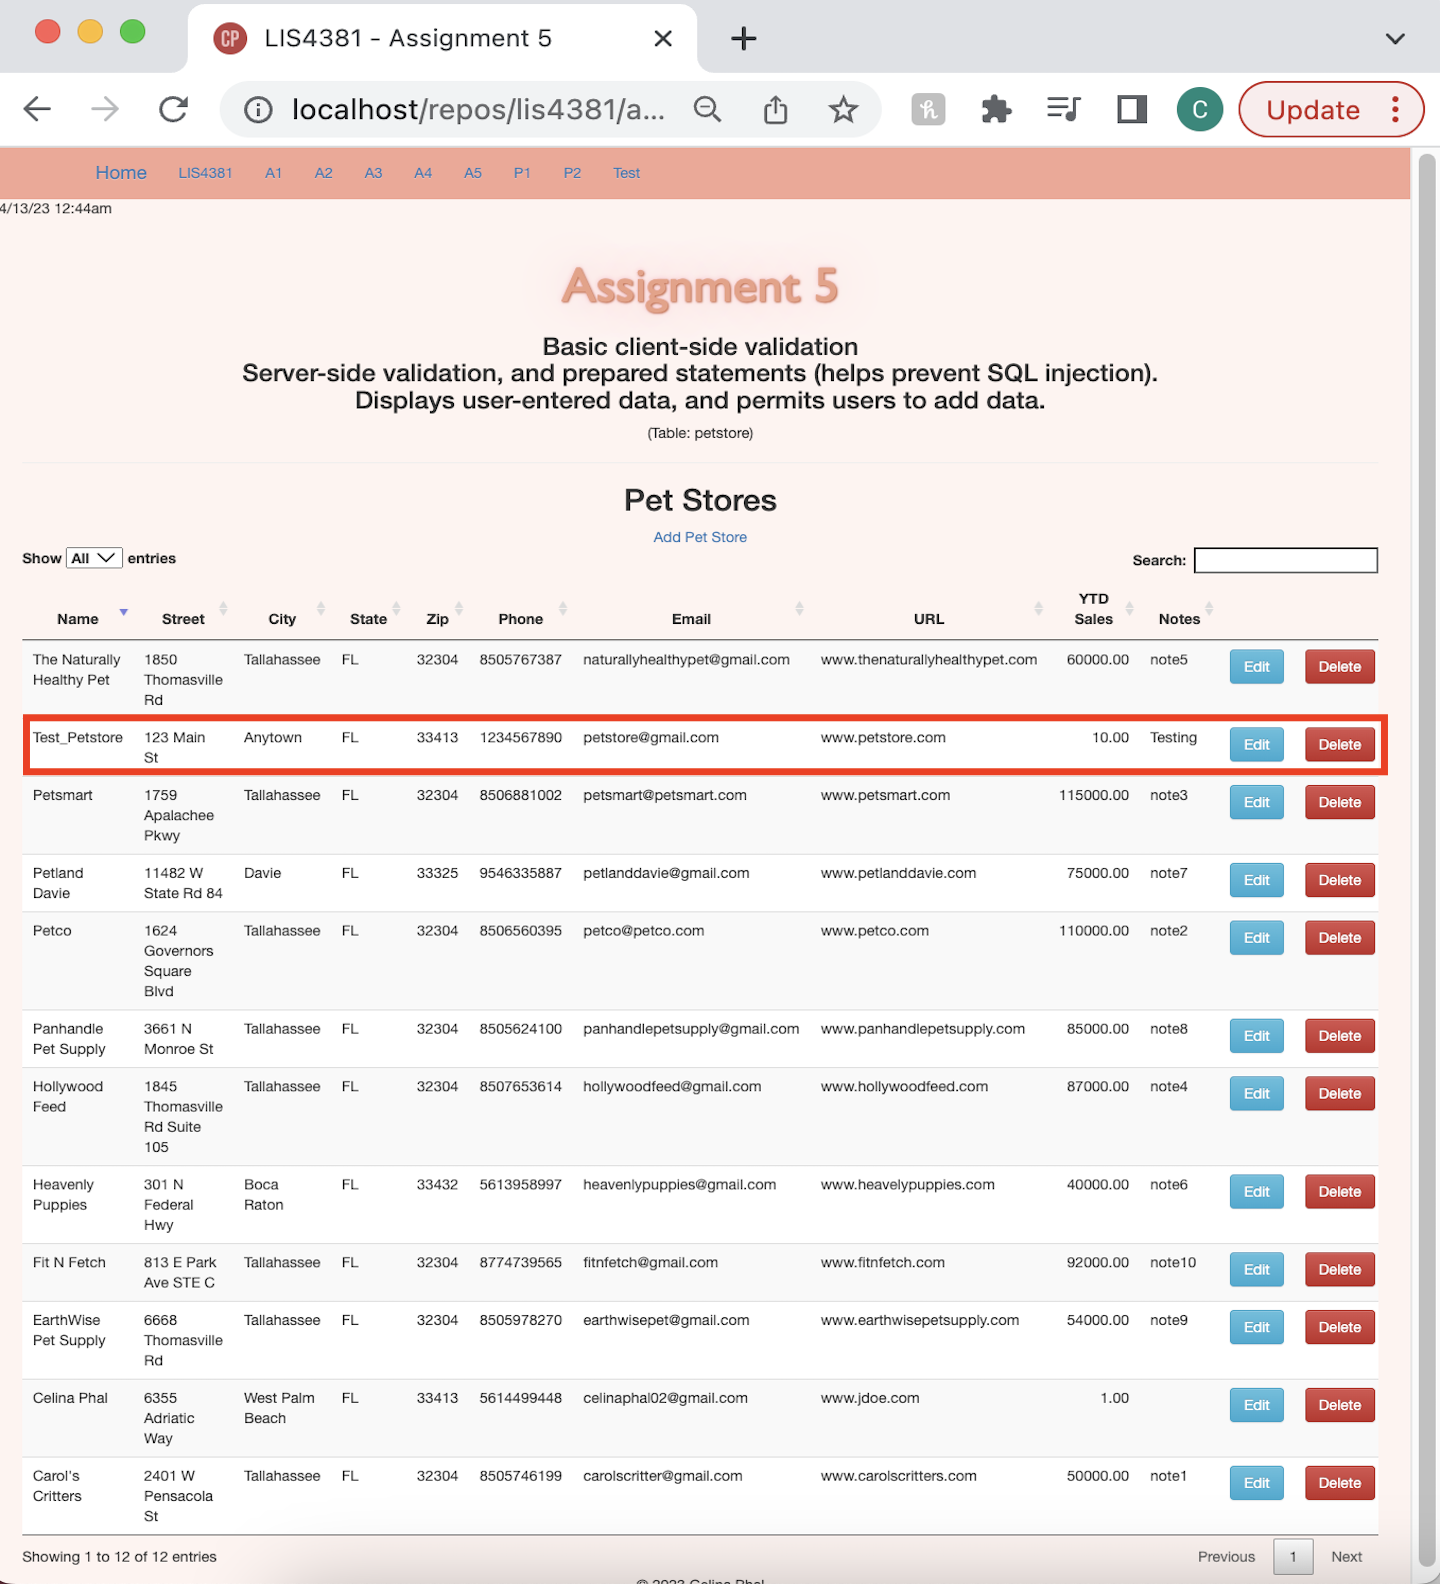 CP LIS4381 - Assignment 5
localhost/repos/lis4381/a... C Update
Home LIS4381 A1 A2 A3 A4 A5 P1 P2 Test
4/13/23 12:44am
Assignment 5
Basic client-side validation
Server-side validation, and prepared statements (helps prevent SQL injection).
Displays user-entered data, and permits users to add data.
(Table: petstore)
Pet Stores
Add Pet Store
Show All entries
Search:
YTD
Name Street City State Zip Phone Email URL Sales Notes
The Naturally 1850 Tallahassee FL 32304 8505767387 naturallyhealthypet@gmail.com www.thenaturallyhealthypet.com 60000.00 note5 Edit Delete
Healthy Pet Thomasville
Rd
Test_Petstore 123 Main Anytown FL 33413 1234567890 petstore@gmail.com www.petstore.com 10.00 Testing Edit Delete
St
Petsmart 1759 Tallahassee FL 32304 8506881002 petsmart@petsmart.com www.petsmart.com 115000.00 note3 Edit Delete
Apalachee
Pkwy
Petland 11482 W Davie FL 33325 9546335887 petlanddavie@gmail.com www.petlanddavie.com 75000.00 note7 Edit Delete
Davie State Rd 84
Petco 1624 Tallahassee FL 32304 8506560395 petco@petco.com www.petco.com 110000.00 note2 Edit Delete
Governors
Square
Blvd
Panhandle 3661 N Tallahassee FL 32304 8505624100 panhandlepetsupply@gmail.com www.panhandlepetsupply.com 85000.00 note8 Edit Delete
Pet Supply Monroe St
Hollywood 1845 Tallahassee FL 32304 8507653614 hollywoodfeed@gmail.com www.hollywoodfeed.com 87000.00 note4 Edit Delete
Feed Thomasville
Rd Suite
105
Heavenly 301 N Boca FL 33432 5613958997 heavenlypuppies@gmail.com www.heavelypuppies.com 40000.00 note6 Edit Delete
Puppies Federal Raton
Hwy
Fit N Fetch 813 E Park Tallahassee FL 32304 8774739565 fitnfetch@gmail.com www.fitnfetch.com 92000.00 note10 Edit Delete
Ave STE C
EarthWise 6668 Tallahassee FL 32304 8505978270 earthwisepet@gmail.com www.earthwisepetsupply.com 54000.00 note9 Edit Delete
Pet Supply Thomasville
Rd
Celina Phal 6355 West Palm FL 33413 5614499448 celinaphal02@gmail.com www.jdoe.com 1.00 Edit Delete
Adriatic Beach
Way
Carol's 2401 W Tallahassee FL 32304 8505746199 carolscritter@gmail.com www.carolscritters.com 50000.00 note1 Edit Delete
Critters Pensacola
St
Showing 1 to 12 of 12 entries
Previous 1 Next
© 2023 Celina Phal